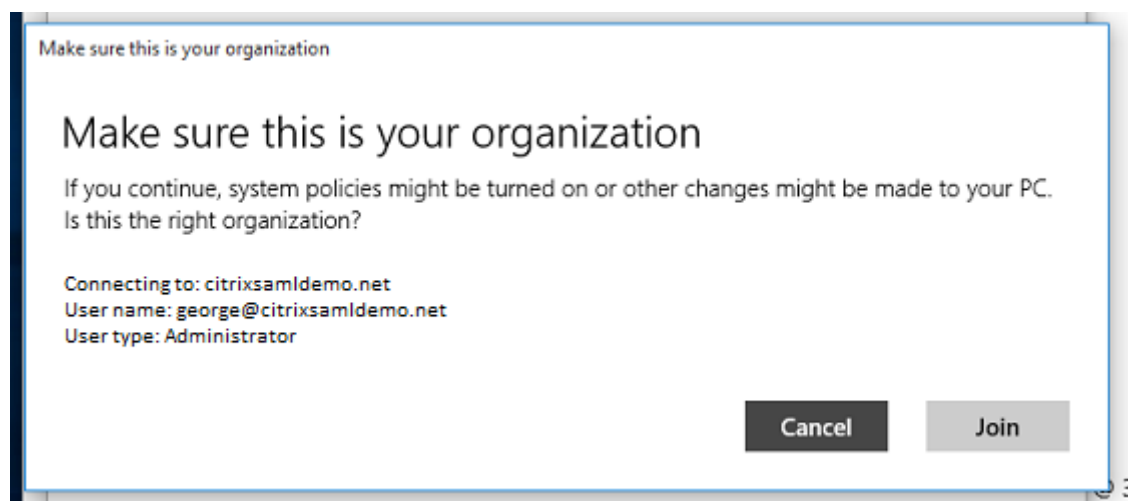 Make sure this is your organization
Make sure this is your organization
If you continue, system policies might be turned on or other changes might be made to your PC.
Is this the right organization?
Connecting to: citrixsamldemo.net
User name: george@citrixsamldemo.net
User type: Administrator
Cancel Join